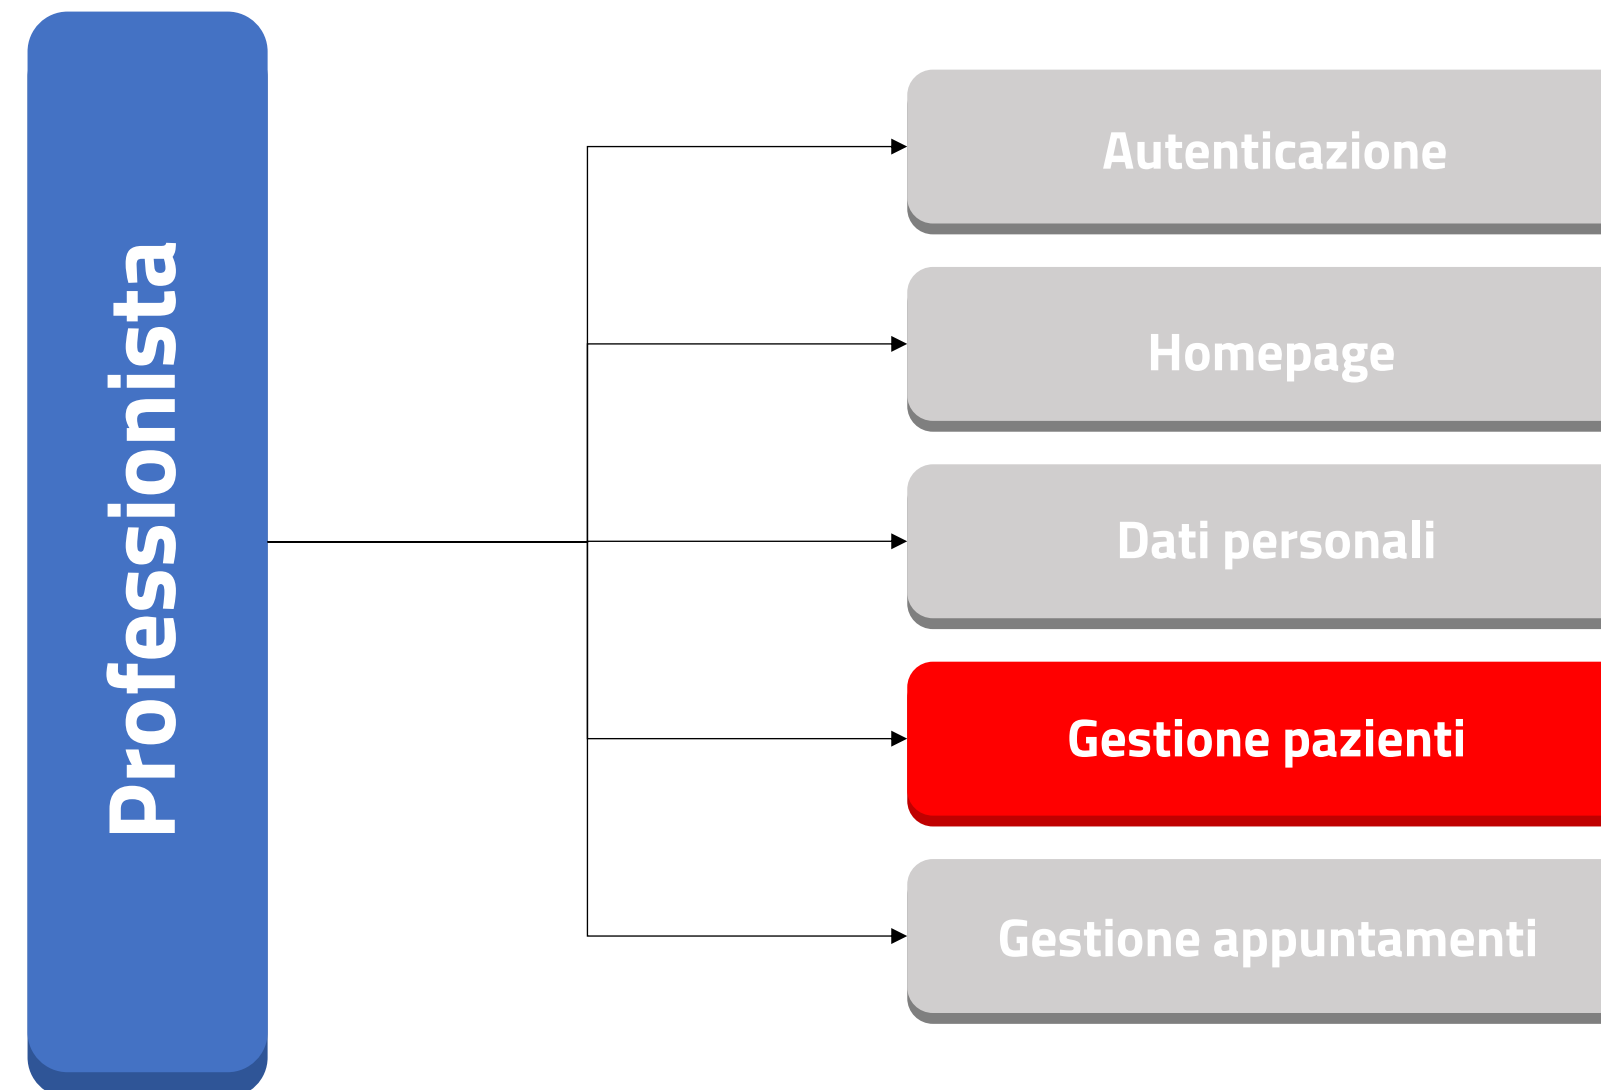 Professionista
Autenticazione
Homepage
Dati personali
Gestione pazienti
Gestione appuntamenti